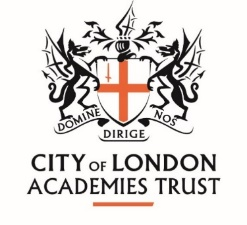 DOMINE DIRIGE NOS
CITY OF LONDON
ACADEMIES TRUST